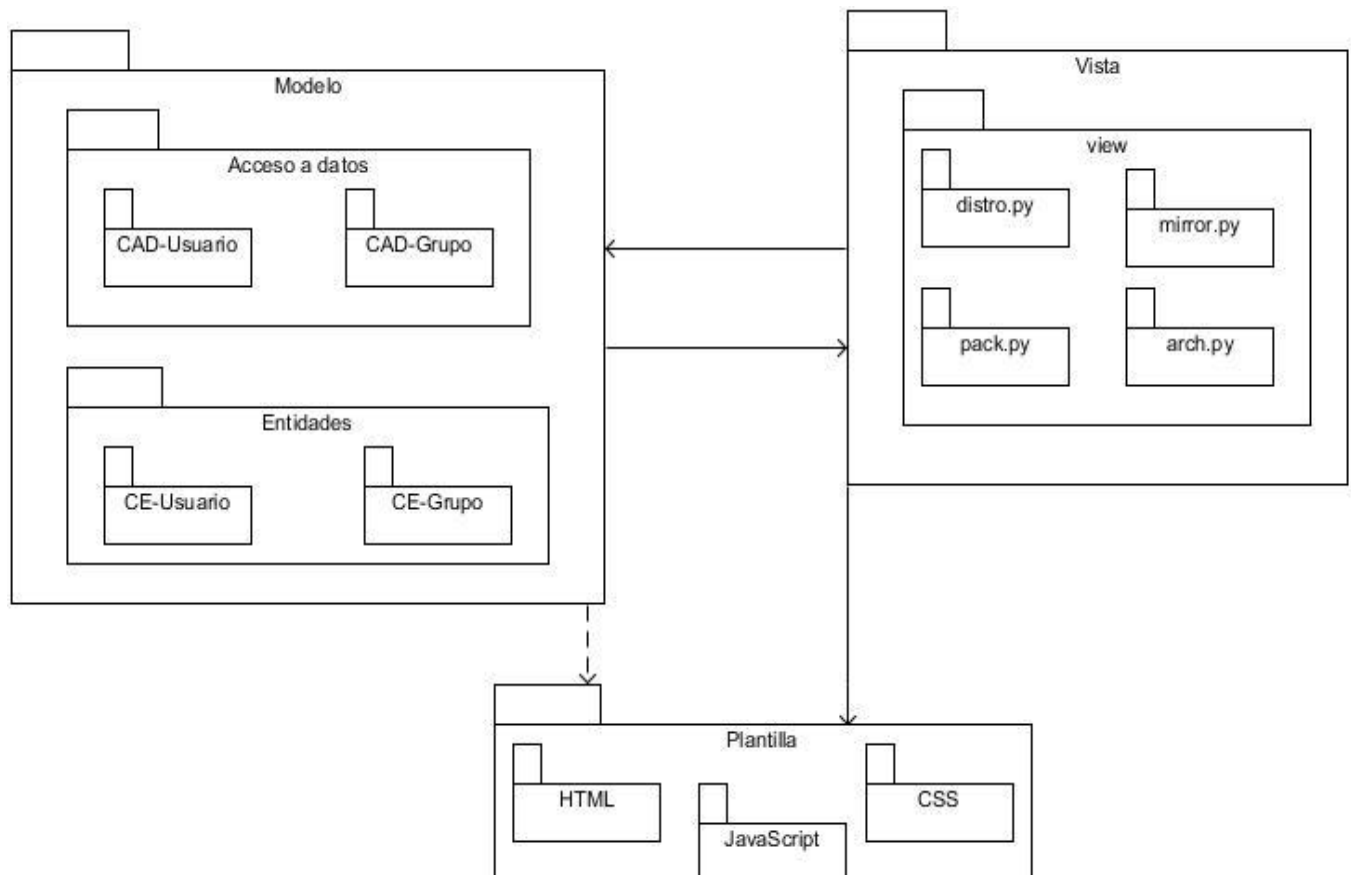 Modelo
Acceso a datos
CAD-Usuario
CAD-Grupo
Entidades
CE-Usuario
CE-Grupo
Vista
view
distro.py
mirror.py
pack.py
arch.py
Plantilla
HTML
JavaScript
CSS